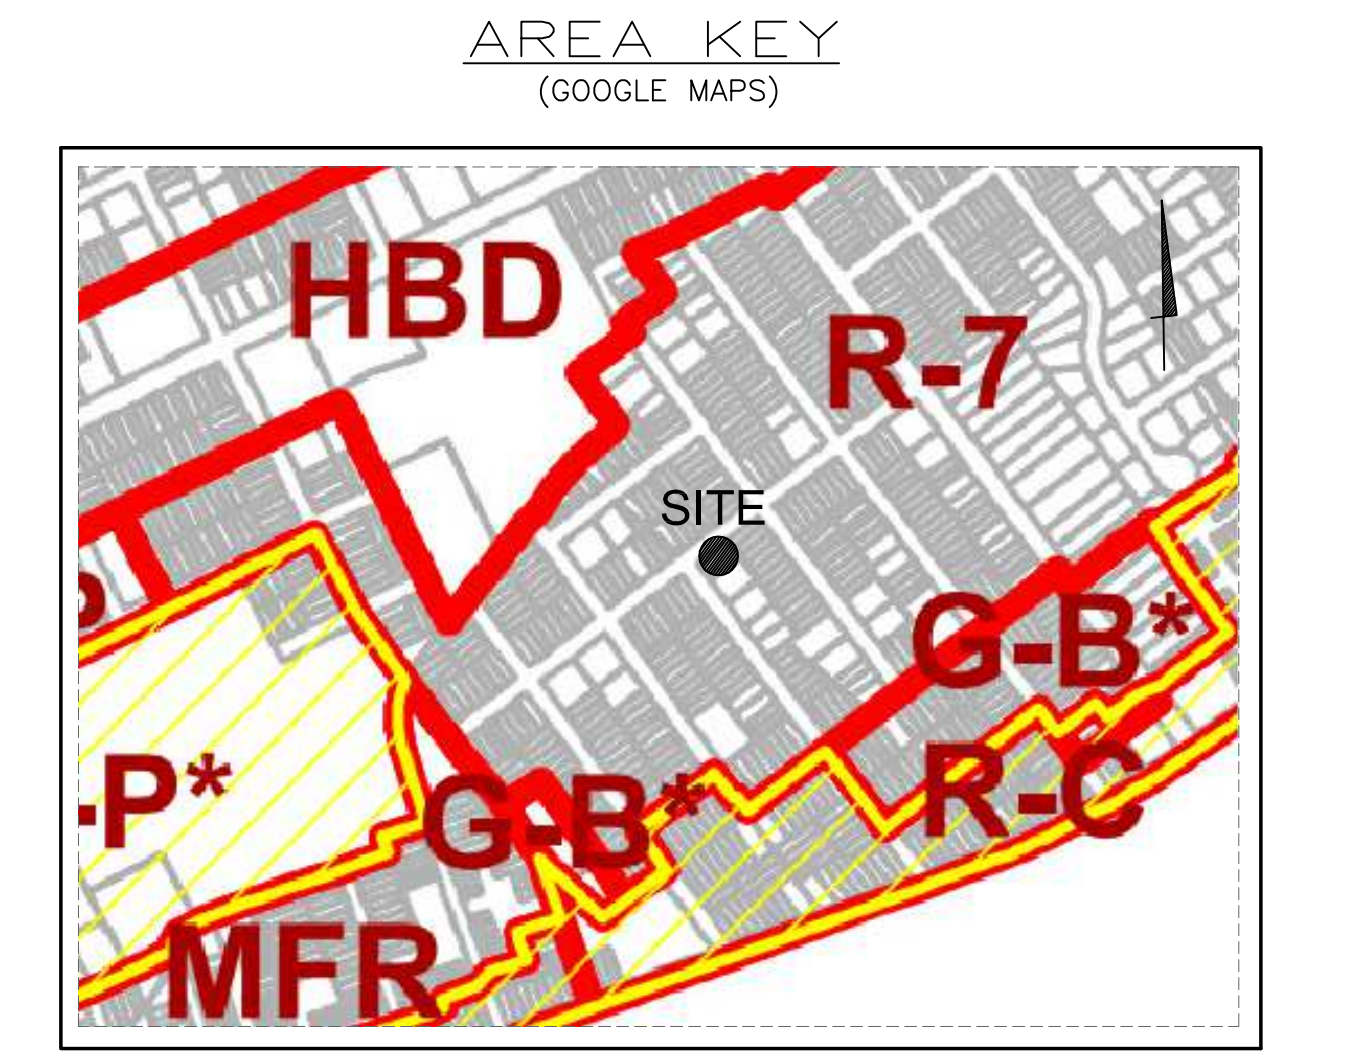 AREA KEY
(GOOGLE MAPS)
HBD
R-7
SITE
P
G-B*
-P*
R-C
G-B*
MFR